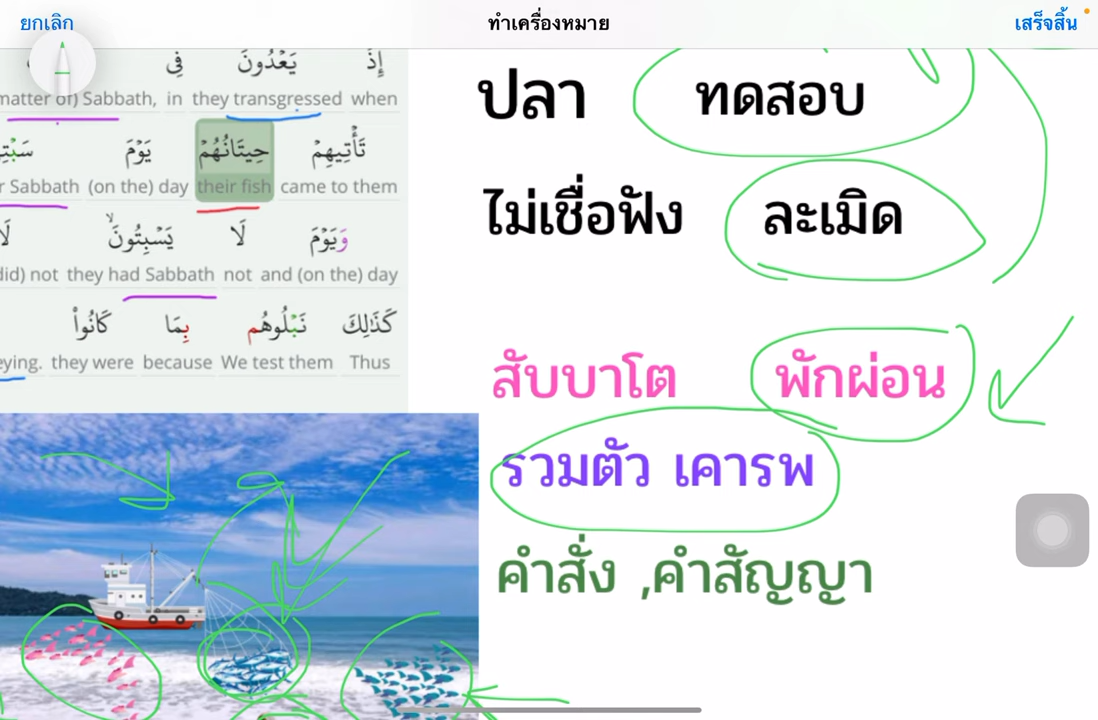 ยกเลิก ทำเครื่องหมาย เสร็จสิ้น
إِذْ يَعْدُونَ فِى
matter of) Sabbath, in they transgressed when
تَأْتِيهِمْ حِيتَانُهُمْ يَوْمَ
r Sabbath (on the) day their fish came to them
وَيَوْمَ لَا يَسْبِتُونَ ۙ لَا
did) not they had Sabbath not and (on the) day
كَذَٰلِكَ نَبْلُوهُم بِمَا كَانُوا۟
eying. they were because We test them Thus
ปลา ทดสอบ
ไม่เชื่อฟัง ละเมิด
สับบาโต พักผ่อน
รวมตัว เคารพ
คำสั่ง ,คำสัญญา